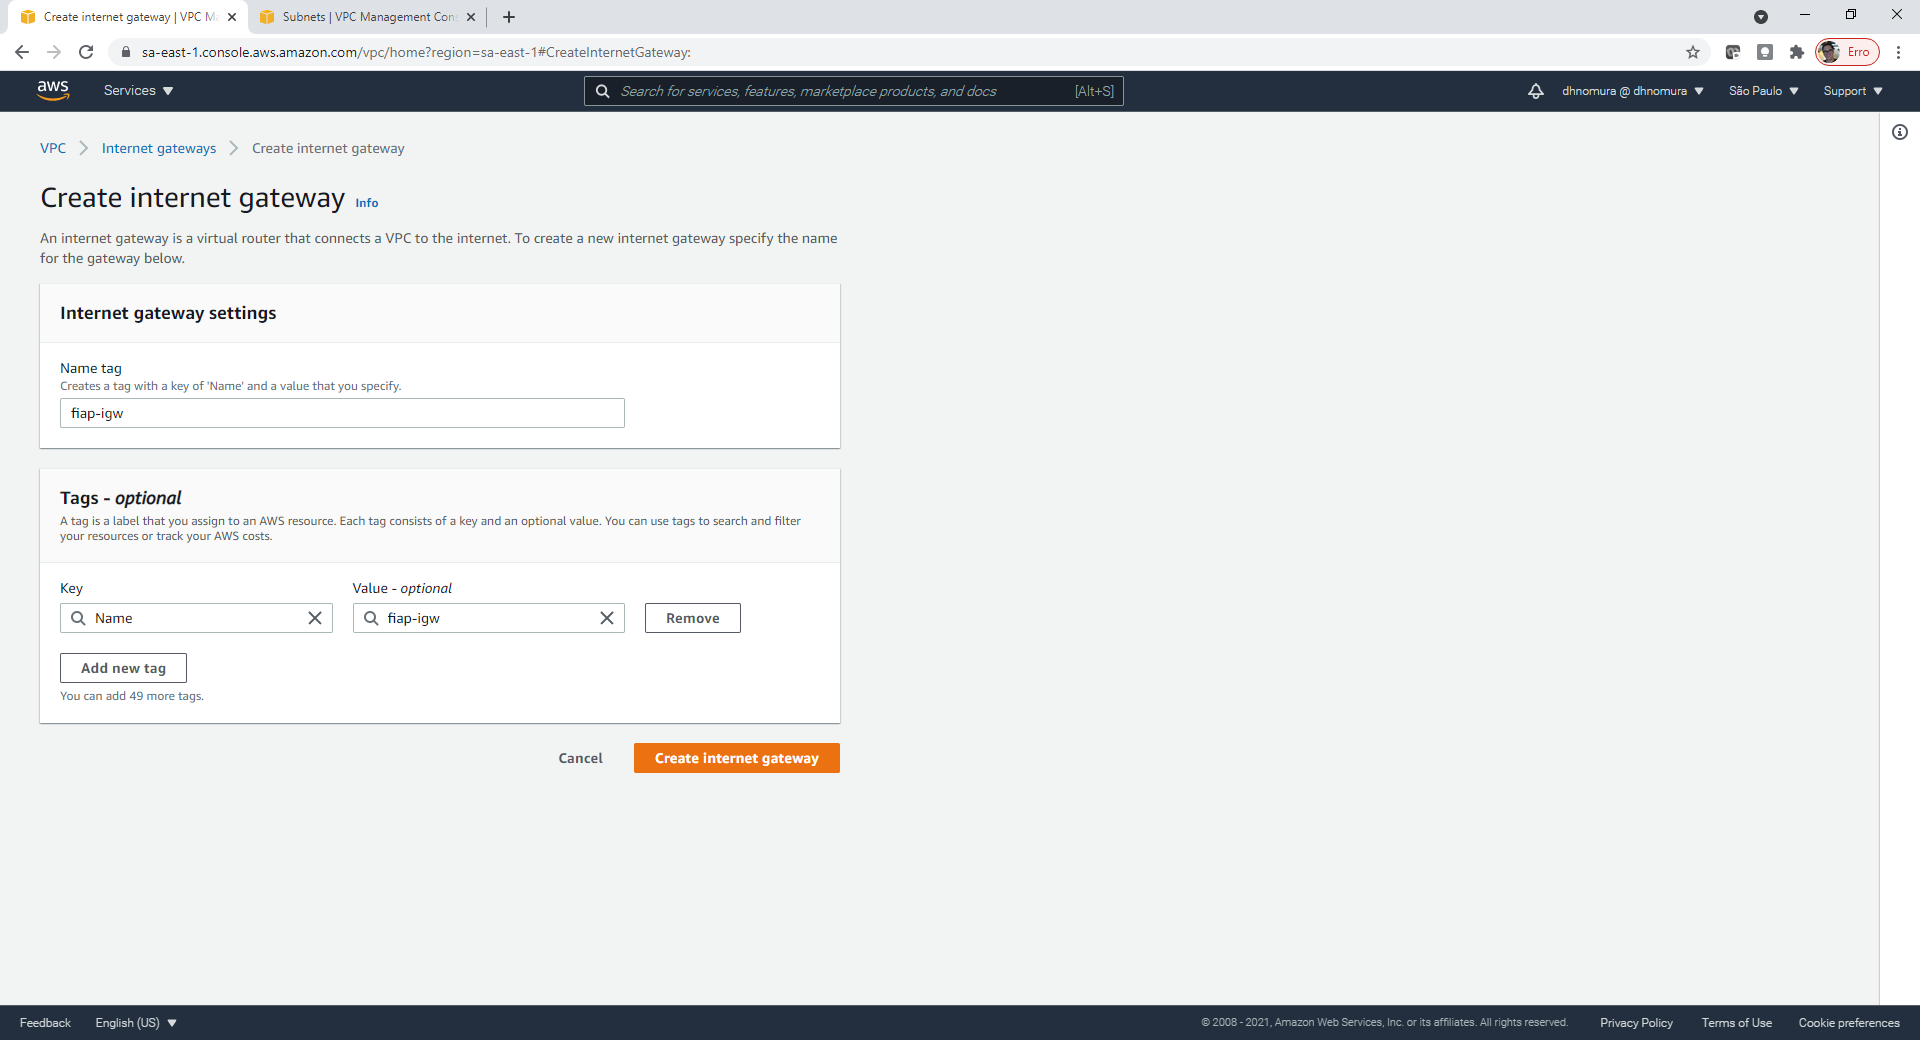 Create internet gateway | VPC Ma
Subnets | VPC Management Cons
sa-east-1.console.aws.amazon.com/vpc/home?region=sa-east-1#CreateInternetGateway:
Erro
aws
Services
Search for services, features, marketplace products, and docs
[Alt+S]
dhnomura @ dhnomura
São Paulo
Support
VPC
Internet gateways
Create internet gateway
Create internet gateway
Info
An internet gateway is a virtual router that connects a VPC to the internet. To create a new internet gateway specify the name
for the gateway below.
Internet gateway settings
Name tag
Creates a tag with a key of 'Name' and a value that you specify.
fiap-igw
Tags - optional
A tag is a label that you assign to an AWS resource. Each tag consists of a key and an optional value. You can use tags to search and filter
your resources or track your AWS costs.
Key
Value - optional
Name
fiap-igw
Remove
Add new tag
You can add 49 more tags.
Cancel
Create internet gateway
Feedback
English (US)
© 2008 - 2021, Amazon Web Services, Inc. or its affiliates. All rights reserved.
Privacy Policy
Terms of Use
Cookie preferences